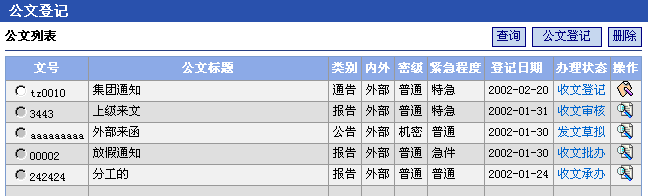 公文登记
公文列表 查询 公文登记 删除
文号 公文标题 类别 内外 密级 紧急程度 登记日期 办理状态 操作
tz0010 集团通知 通告 外部 普通 特急 2002-02-20 收文登记
3443 上级来文 报告 外部 普通 特急 2002-01-31 收文审核
aaaaaaaaa 外部来函 公告 外部 机密 普通 2002-01-30 发文草拟
00002 放假通知 报告 外部 普通 急件 2002-01-30 收文批办
242424 分工的 报告 外部 普通 普通 2002-01-24 收文承办